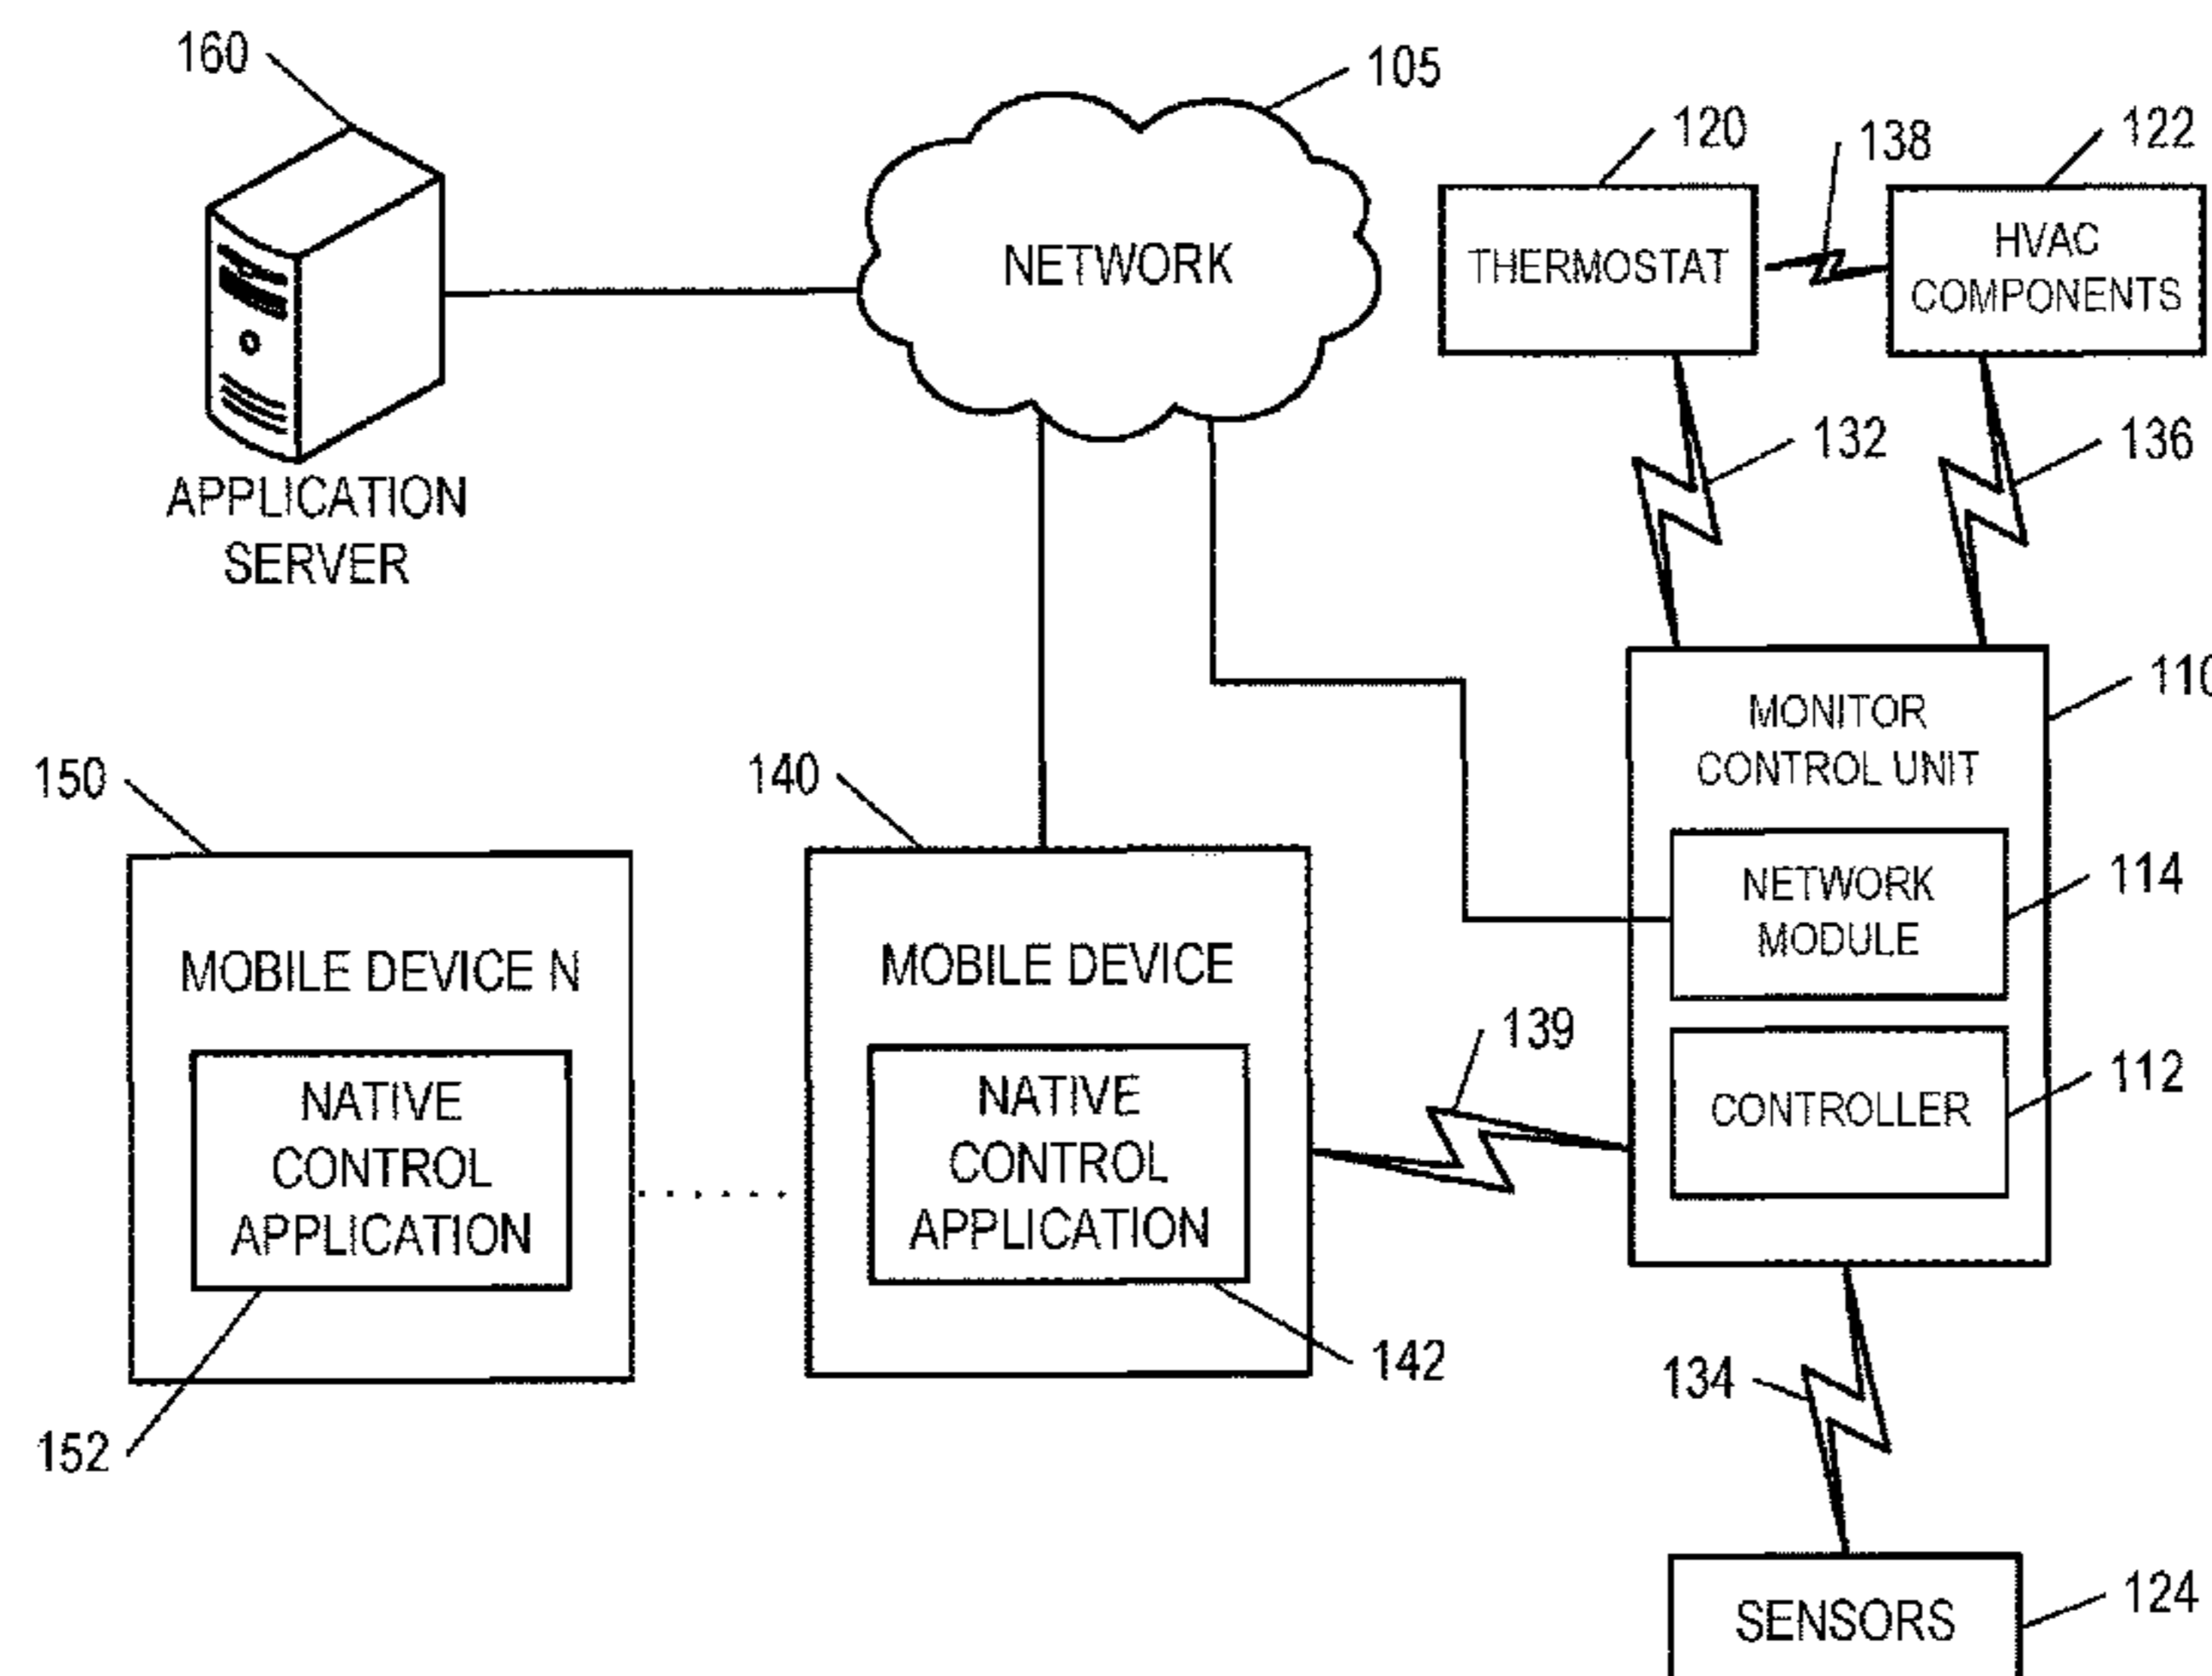 160
105
120
138
122
NETWORK
THERMOSTAT
HVAC
COMPONENTS
132
136
APPLICATION
SERVER
110
MONITOR
CONTROL UNIT
150
140
NETWORK
MODULE
114
MOBILE DEVICE N
MOBILE DEVICE
139
CONTROLLER
112
NATIVE
CONTROL
APPLICATION
NATIVE
CONTROL
APPLICATION
142
134
152
SENSORS
124